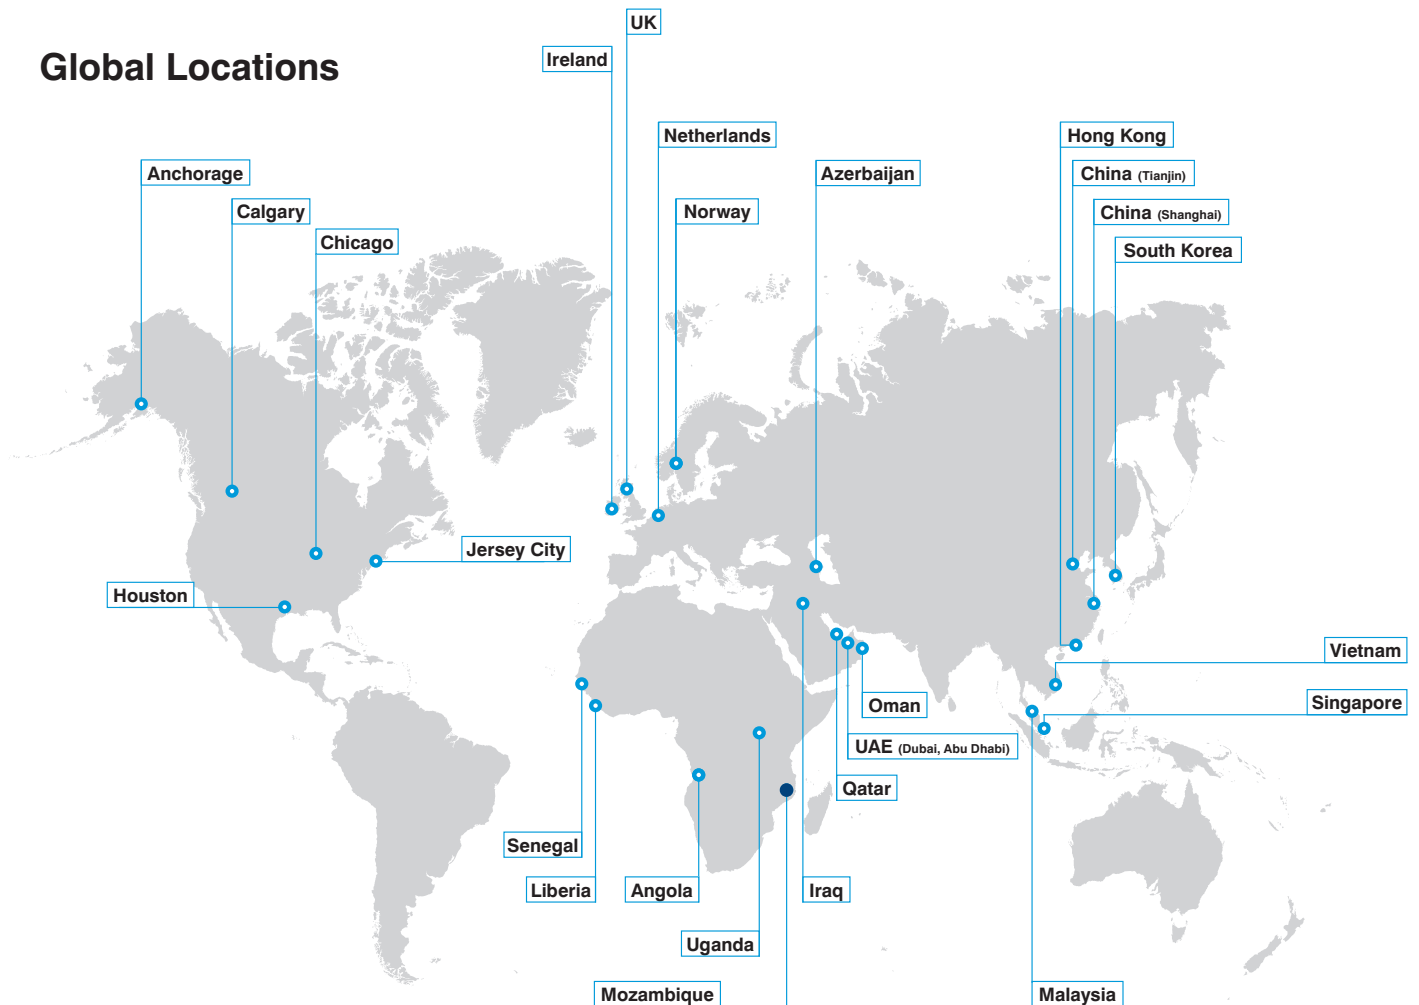 UK
Ireland
Global Locations
Netherlands
Hong Kong
Anchorage
Azerbaijan
China (Tianjin)
Calgary
Norway
China (Shanghai)
Chicago
South Korea
Jersey City
Houston
Vietnam
Singapore
Oman
UAE (Dubai, Abu Dhabi)
Qatar
Senegal
Liberia
Angola
Iraq
Uganda
Mozambique
Malaysia